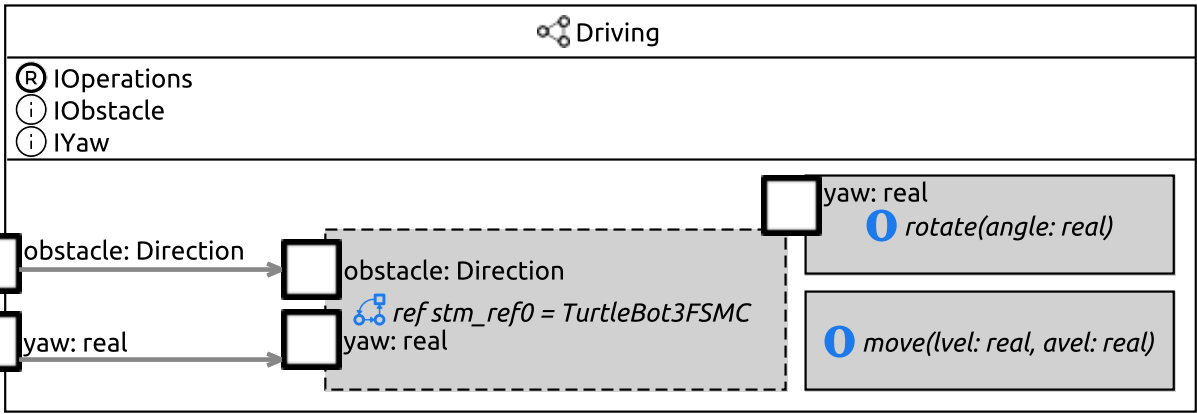 Driving
R IOperations
i IObstacle
i IYaw
yaw: real
O rotate(angle: real)
obstacle: Direction
obstacle: Direction
ref stm_ref0 = TurtleBot3FSMC
yaw: real
yaw: real
O move(lvel: real, avel: real)